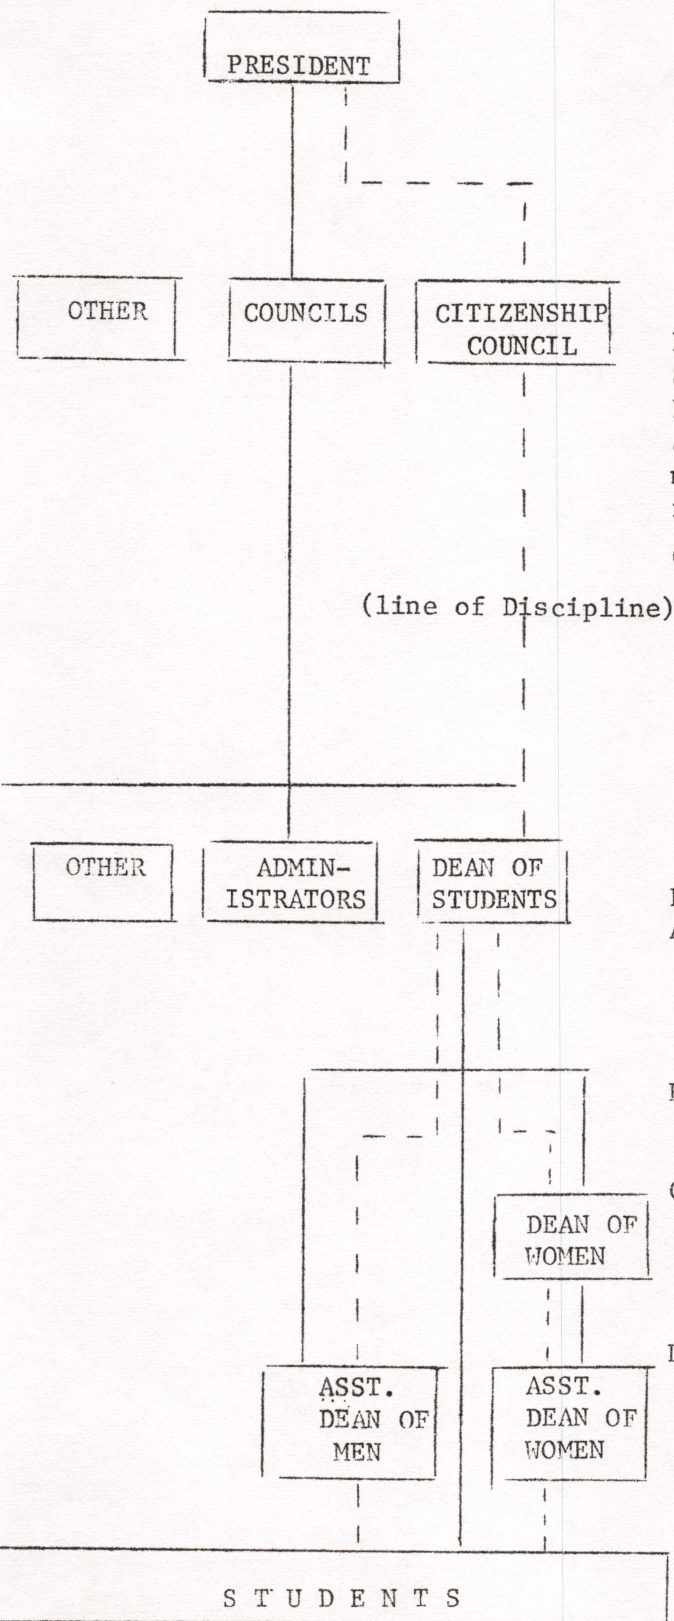 PRESIDENT
OTHER
COUNCILS
CITIZENSHIP
COUNCIL
(line of Discipline)
OTHER
ADMIN-
ISTRATORS
DEAN OF
STUDENTS
DEAN OF
WOMEN
ASST.
DEAN OF
MEN
ASST.
DEAN OF
WOMEN
S T U D E N T S